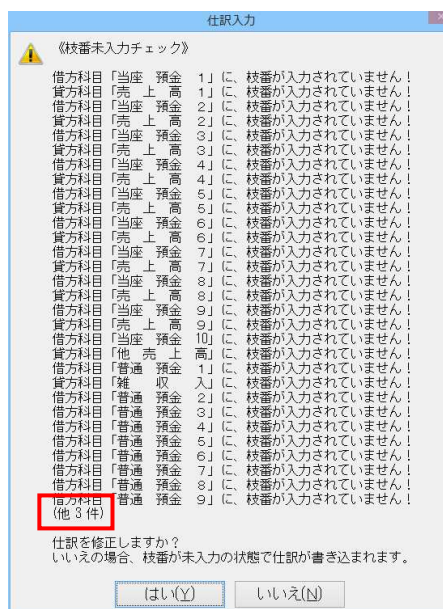 仕訳入力
《枝番未入力チェック》
借方科目「当座　預金　1」に、枝番が入力されていません！
貸方科目「売　上　高　1」に、枝番が入力されていません！
借方科目「当座　預金　2」に、枝番が入力されていません！
貸方科目「売　上　高　2」に、枝番が入力されていません！
借方科目「当座　預金　3」に、枝番が入力されていません！
貸方科目「売　上　高　3」に、枝番が入力されていません！
借方科目「当座　預金　4」に、枝番が入力されていません！
貸方科目「売　上　高　4」に、枝番が入力されていません！
借方科目「当座　預金　5」に、枝番が入力されていません！
貸方科目「売　上　高　5」に、枝番が入力されていません！
借方科目「当座　預金　6」に、枝番が入力されていません！
貸方科目「売　上　高　6」に、枝番が入力されていません！
借方科目「当座　預金　7」に、枝番が入力されていません！
貸方科目「売　上　高　7」に、枝番が入力されていません！
借方科目「当座　預金　8」に、枝番が入力されていません！
貸方科目「売　上　高　8」に、枝番が入力されていません！
借方科目「当座　預金　9」に、枝番が入力されていません！
貸方科目「売　上　高　9」に、枝番が入力されていません！
借方科目「当座　預金　10」に、枝番が入力されていません！
貸方科目「他　売　上　高」に、枝番が入力されていません！
借方科目「普通　預金　1」に、枝番が入力されていません！
貸方科目「雑　　収　　入」に、枝番が入力されていません！
借方科目「普通　預金　2」に、枝番が入力されていません！
借方科目「普通　預金　3」に、枝番が入力されていません！
借方科目「普通　預金　4」に、枝番が入力されていません！
借方科目「普通　預金　5」に、枝番が入力されていません！
借方科目「普通　預金　6」に、枝番が入力されていません！
借方科目「普通　預金　7」に、枝番が入力されていません！
借方科目「普通　預金　8」に、枝番が入力されていません！
借方科目「普通　預金　9」に、枝番が入力されていません！
(他 3 件)
仕訳を修正しますか？
いいえの場合、枝番が未入力の状態で仕訳が書き込まれます。
はい(Y)　いいえ(N)